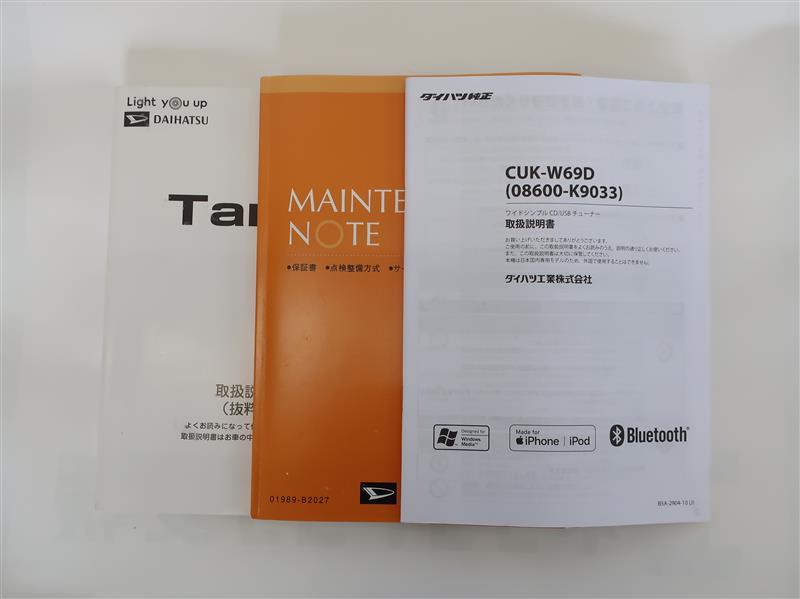 Light you up
DAIHATSU
Ta
取扱説
（抜粋
よくお読みになって
取扱説明書はお車の中
MAINTE
NOTE
●保証書 ●点検整備方式 ●サー
01989-B2027
ダイハツ純正
CUK-W69D
(08600-K9033)
ワイドシンプル CD/USB チューナー
取扱説明書
お買い上げいただきましてありがとうございます。
ご使用の前に、この取扱説明書をよくお読みのうえ、説明の通り正しくお使いください。
また、この取扱説明書は大切に保管してください。
本機は日本国内専用モデルのため、外国で使用することはできません。
ダイハツ工業株式会社
Designed for
Windows
Media™
Made for
iPhone | iPod
Bluetooth®